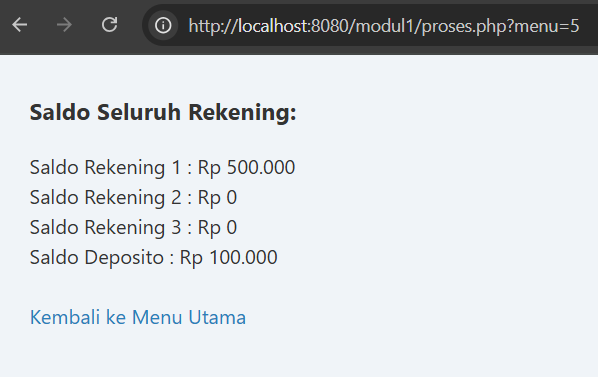 http://localhost:8080/modul1/proses.php?menu=5
Saldo Seluruh Rekening:
Saldo Rekening 1 : Rp 500.000
Saldo Rekening 2 : Rp 0
Saldo Rekening 3 : Rp 0
Saldo Deposito : Rp 100.000
Kembali ke Menu Utama